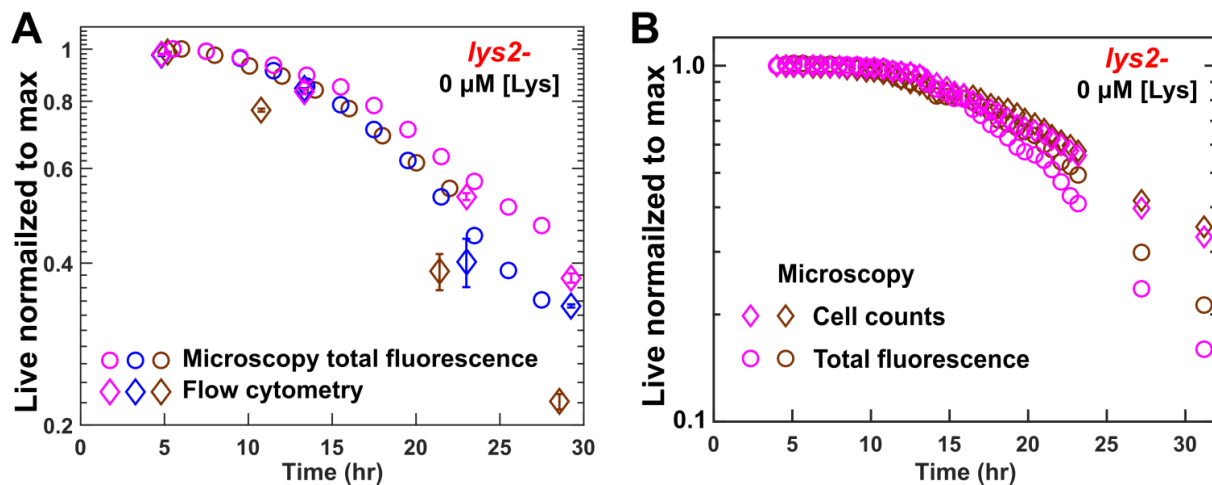 A
B
lys2-
0 µM [Lys]
Live normailzed to max
1
0.8
0.6
0.4
0.2
Microscopy total fluorescence
Flow cytometry
0 5 10 15 20 25 30
Time (hr)
lys2-
0 µM [Lys]
Live normailzed to max
1.0
0.1
Microscopy
Cell counts
Total fluorescence
0 5 10 15 20 25 30
Time (hr)